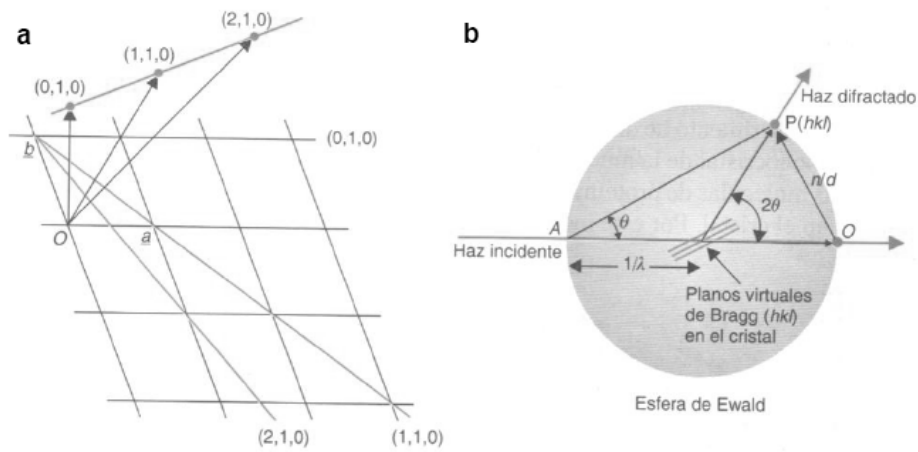 a
(2,1,0)
(1,1,0)
(0,1,0)
(0,1,0)
b
O
a
(2,1,0)
(1,1,0)
b
Haz difractado
P(hkl)
n/d
2θ
θ
A
O
Haz incidente
1/λ
Planos virtuales
de Bragg (hkl)
en el cristal
Esfera de Ewald